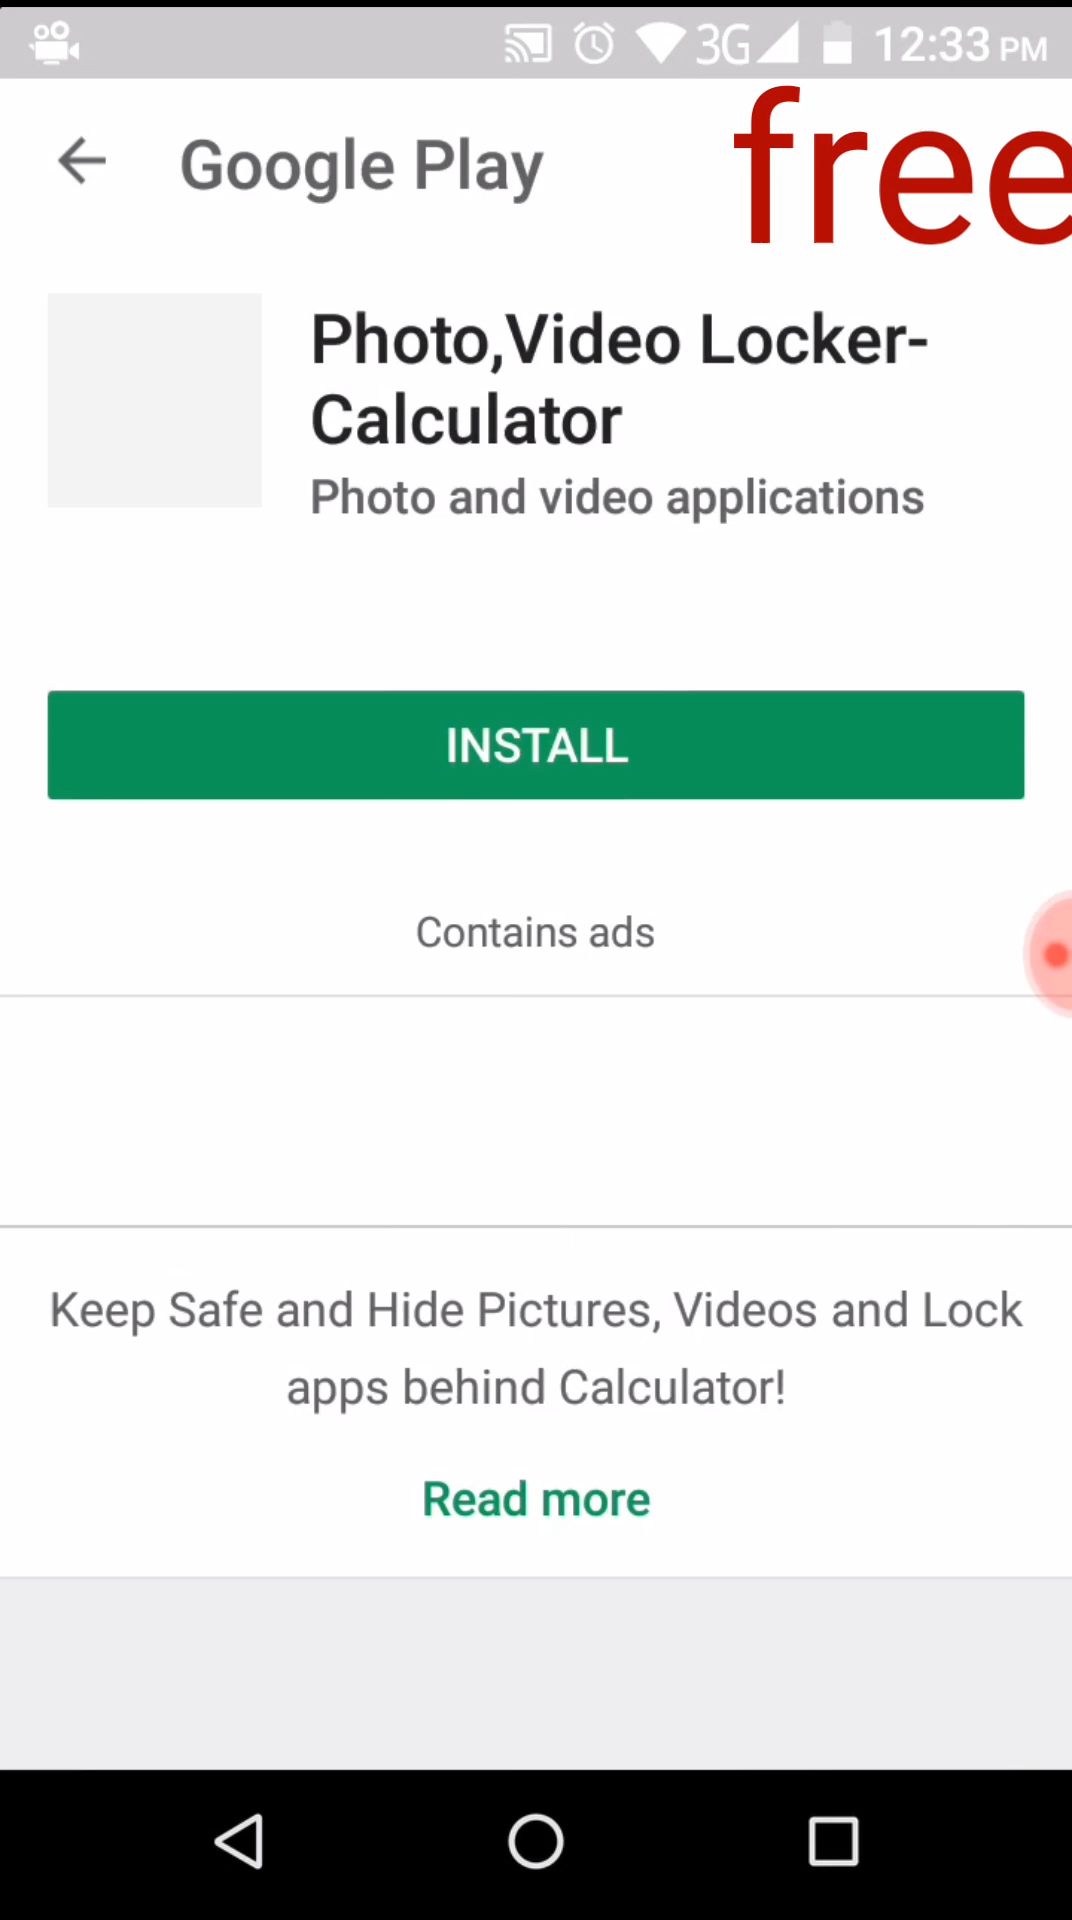 3G 12:33 PM
Google Play
free
Photo,Video Locker-
Calculator
Photo and video applications
INSTALL
Contains ads
Keep Safe and Hide Pictures, Videos and Lock
apps behind Calculator!
Read more